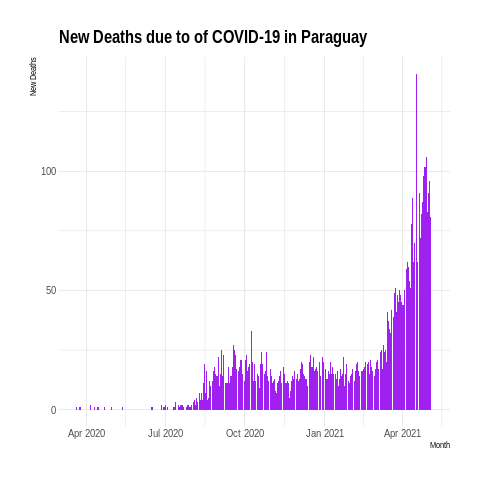 New Deaths due to of COVID-19 in Paraguay
New Deaths
100
50
0
Apr 2020
Jul 2020
Oct 2020
Jan 2021
Apr 2021
Month